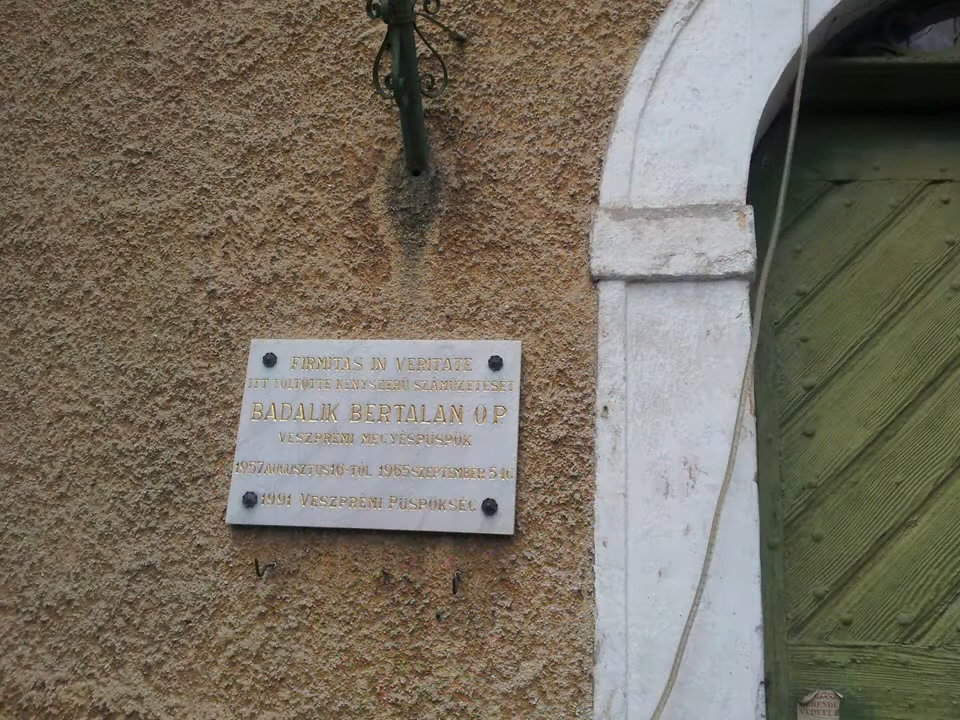 FIRMITAS IN VERITATE
ITT TÖLTÖTTE KÉNYSZERŰ SZÁMŰZETÉSÉT
BADALIK BERTALAN O.P.
VESZPRÉMI MEGYÉSPÜSPÖK
1957 AUGUSZTUS 16-TÓL 1965 SZEPTEMBER 5-IG
1991 VESZPRÉMI PÜSPÖKSÉG